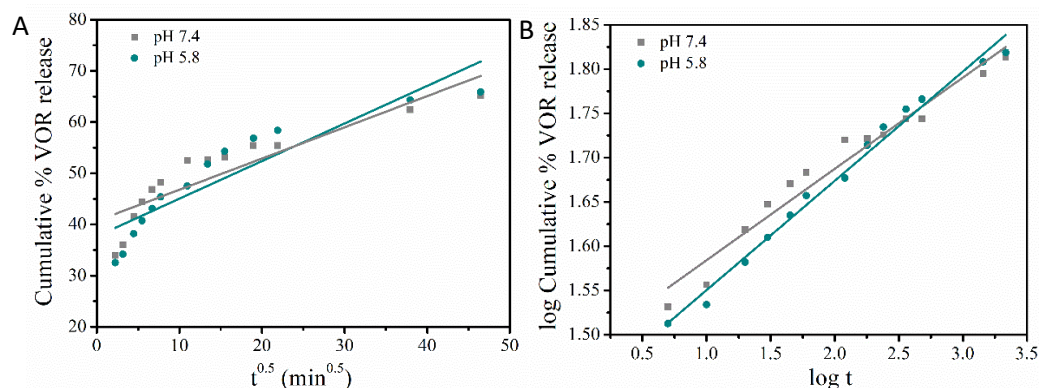 A
Cumulative % VOR release
80
70
60
50
40
30
20
pH 7.4
pH 5.8
0 10 20 30 40 50
t^0.5 (min^0.5)
B
log Cumulative % VOR release
1.85
1.80
1.75
1.70
1.65
1.60
1.55
1.50
pH 7.4
pH 5.8
0.5 1.0 1.5 2.0 2.5 3.0 3.5
log t